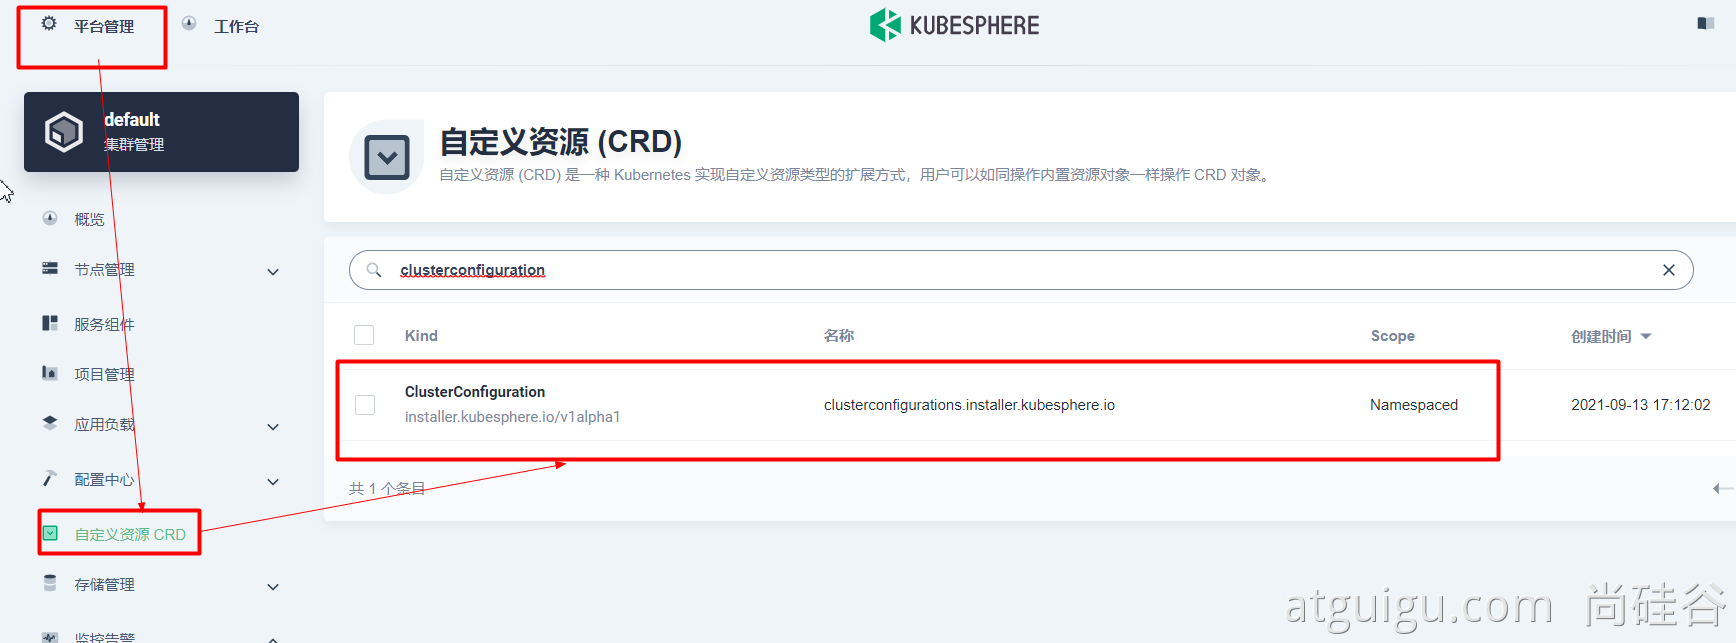 平台管理
工作台
KUBESPHERE
default
集群管理
概览
节点管理
服务组件
项目管理
应用负载
配置中心
自定义资源 CRD
存储管理
监控告警
自定义资源 (CRD)
自定义资源 (CRD) 是一种 Kubernetes 实现自定义资源类型的扩展方式，用户可以如同操作内置资源对象一样操作 CRD 对象。
clusterconfiguration
Kind 名称 Scope 创建时间
ClusterConfiguration
installer.kubesphere.io/v1alpha1
clusterconfigurations.installer.kubesphere.io
Namespaced
2021-09-13 17:12:02
共 1 个条目
atguigu.com 尚硅谷